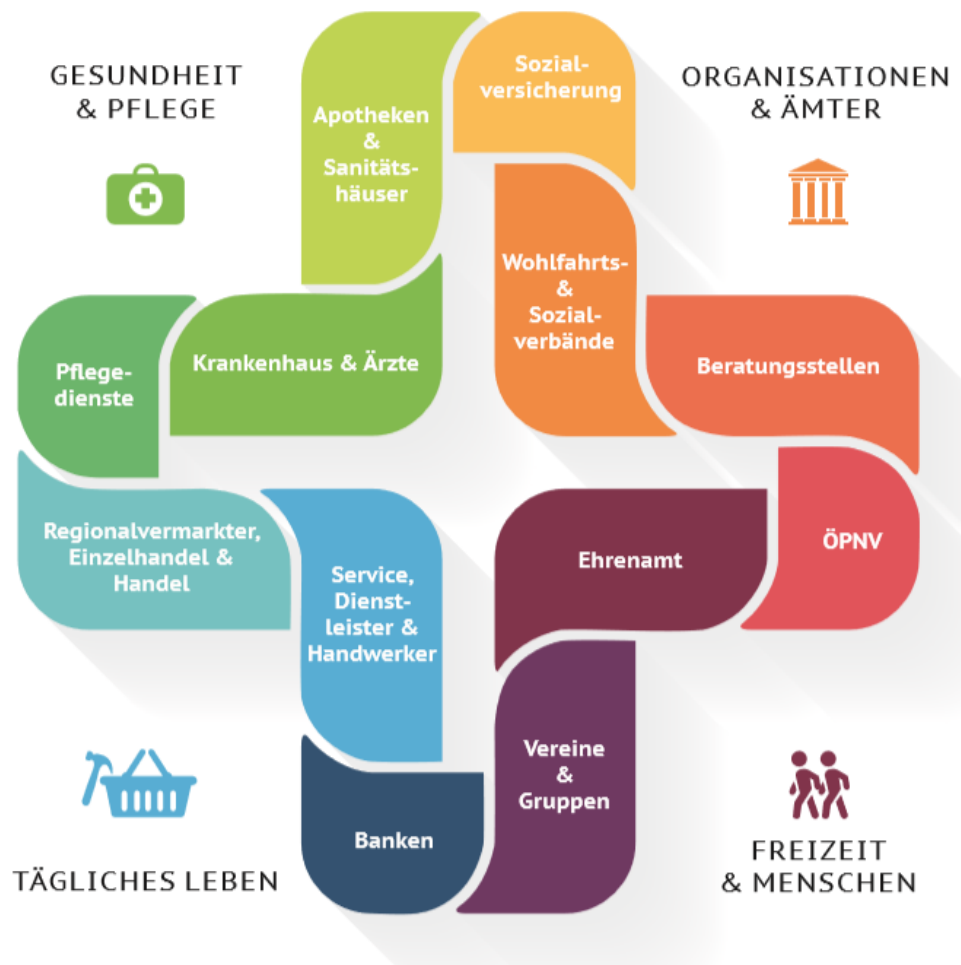 GESUNDHEIT
& PFLEGE
Apotheken
&
Sanitäts-
häuser
Sozial-
versicherung
ORGANISATIONEN
& ÄMTER
Wohlfahrts-
&
Sozial-
verbände
Pflege-
dienste
Krankenhaus & Ärzte
Beratungsstellen
Regionalvermarkter,
Einzelhandel &
Handel
Service,
Dienst-
leister &
Handwerker
Ehrenamt
ÖPNV
Banken
Vereine
&
Gruppen
TÄGLICHES LEBEN
FREIZEIT
& MENSCHEN